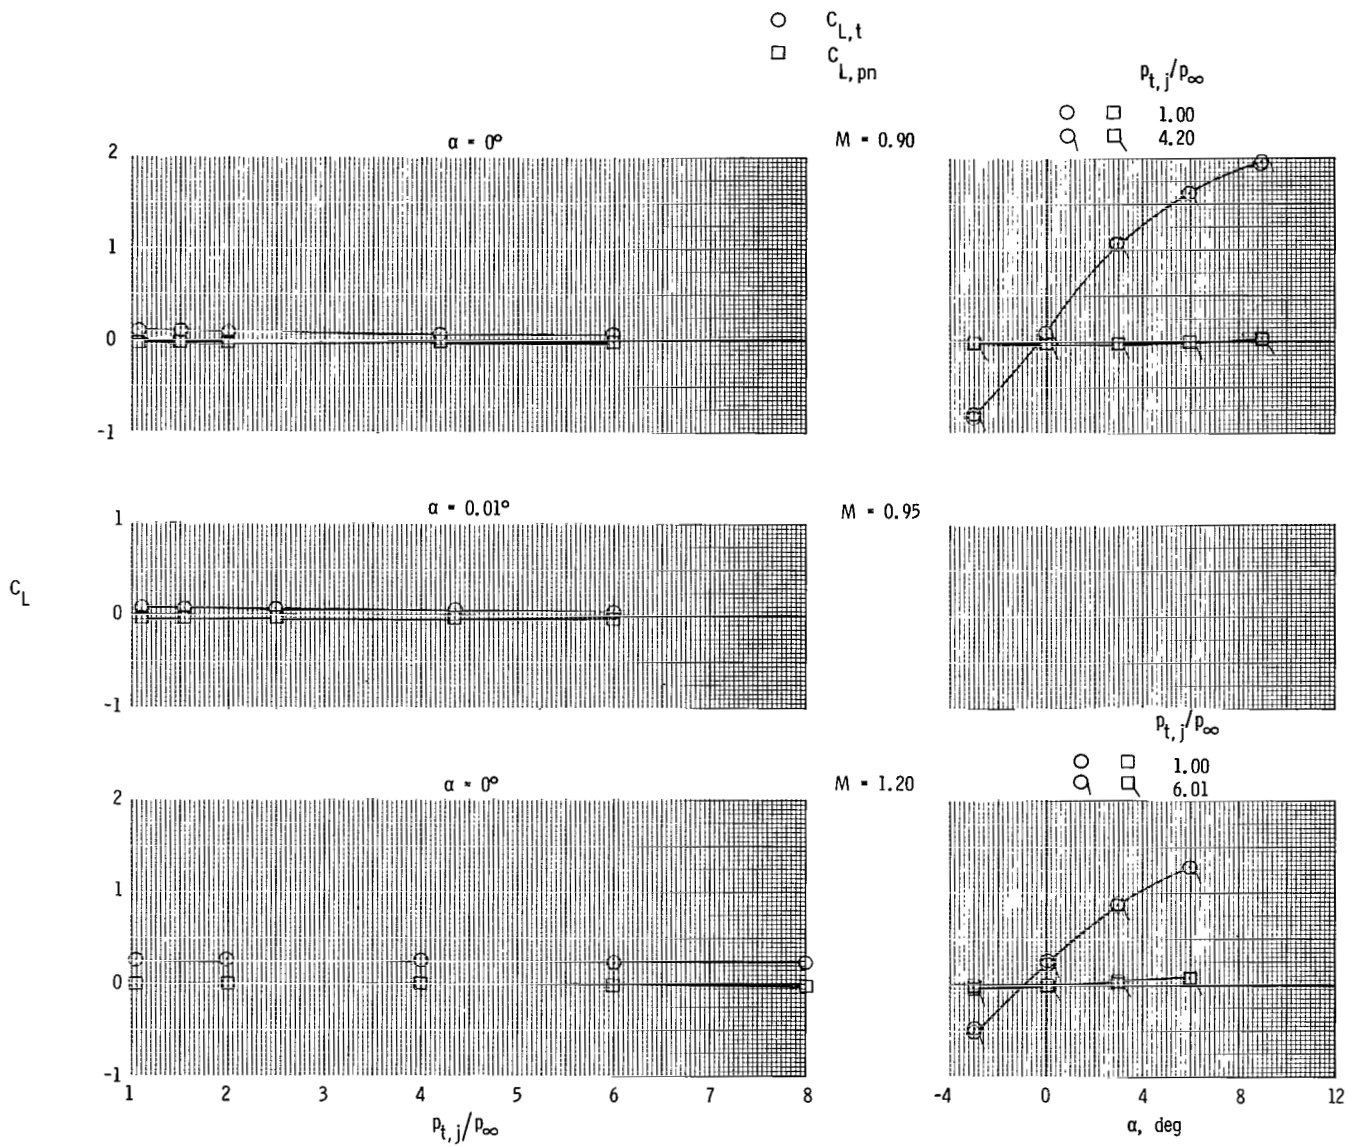 C_L,t
C_L,pn
p_t,j/p_∞
1.00
4.20
α = 0°
M = 0.90
2
1
0
-1
α = 0.01°
M = 0.95
1
0
-1
C_L
p_t,j/p_∞
1.00
6.01
α = 0°
M = 1.20
2
1
0
-1
1 2 3 4 5 6 7 8
-4 0 4 8 12
p_t,j/p_∞
α, deg